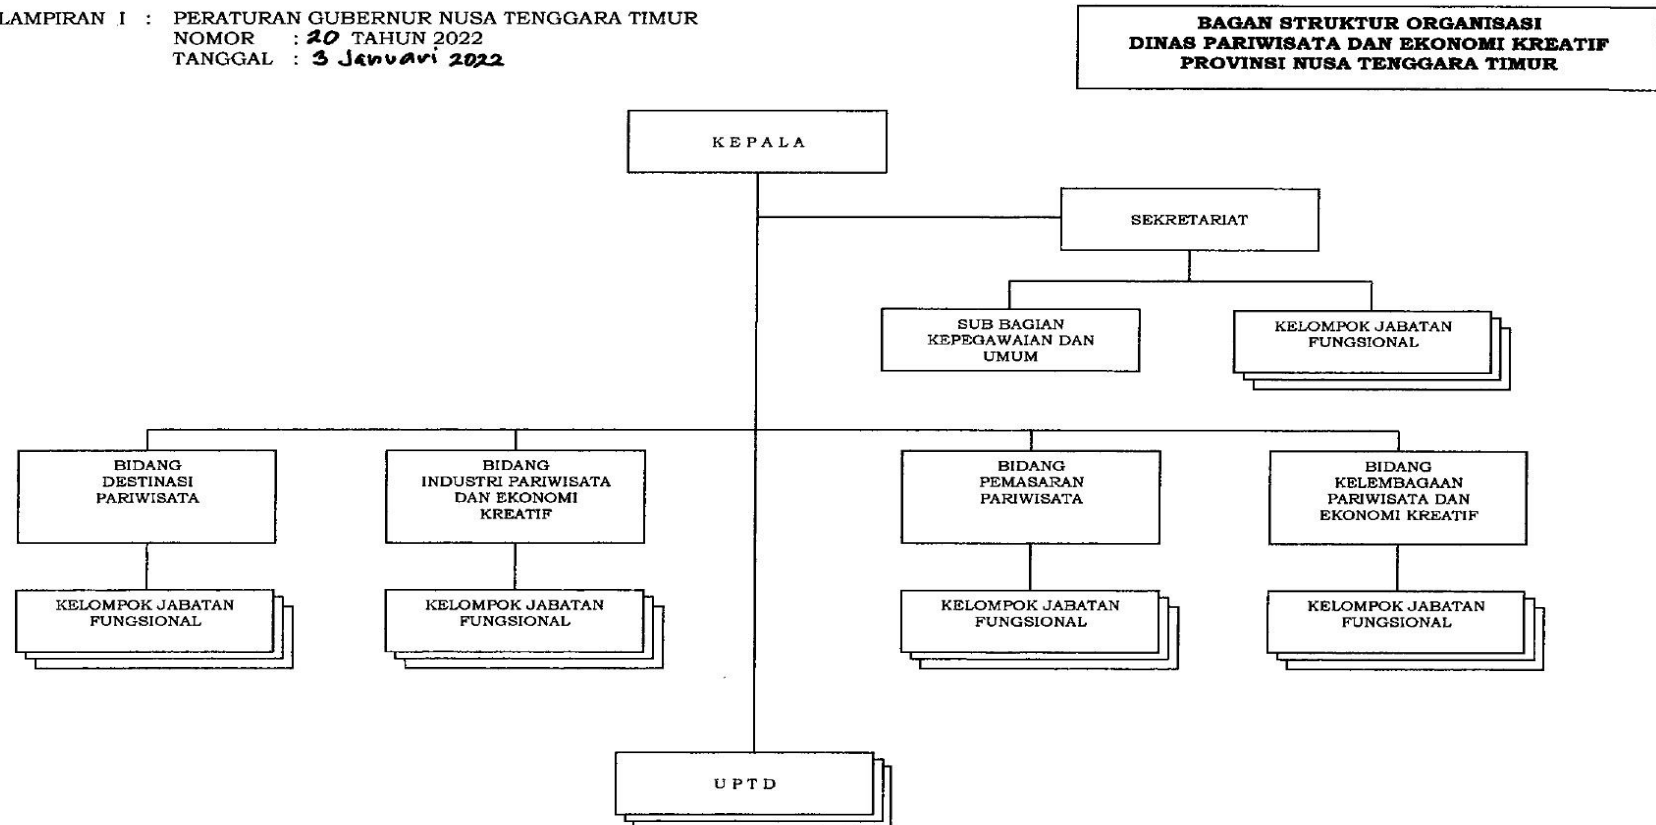 LAMPIRAN I : PERATURAN GUBERNUR NUSA TENGGARA TIMUR
NOMOR : 20 TAHUN 2022
TANGGAL : 3 Januari 2022
BAGAN STRUKTUR ORGANISASI
DINAS PARIWISATA DAN EKONOMI KREATIF
PROVINSI NUSA TENGGARA TIMUR
KEPALA
SEKRETARIAT
SUB BAGIAN
KEPEGAWAIAN DAN
UMUM
KELOMPOK JABATAN
FUNGSIONAL
BIDANG
DESTINASI
PARIWISATA
BIDANG
INDUSTRI PARIWISATA
DAN EKONOMI
KREATIF
BIDANG
PEMASARAN
PARIWISATA
BIDANG
KELEMBAGAAN
PARIWISATA DAN
EKONOMI KREATIF
KELOMPOK JABATAN
FUNGSIONAL
KELOMPOK JABATAN
FUNGSIONAL
KELOMPOK JABATAN
FUNGSIONAL
KELOMPOK JABATAN
FUNGSIONAL
UPTD